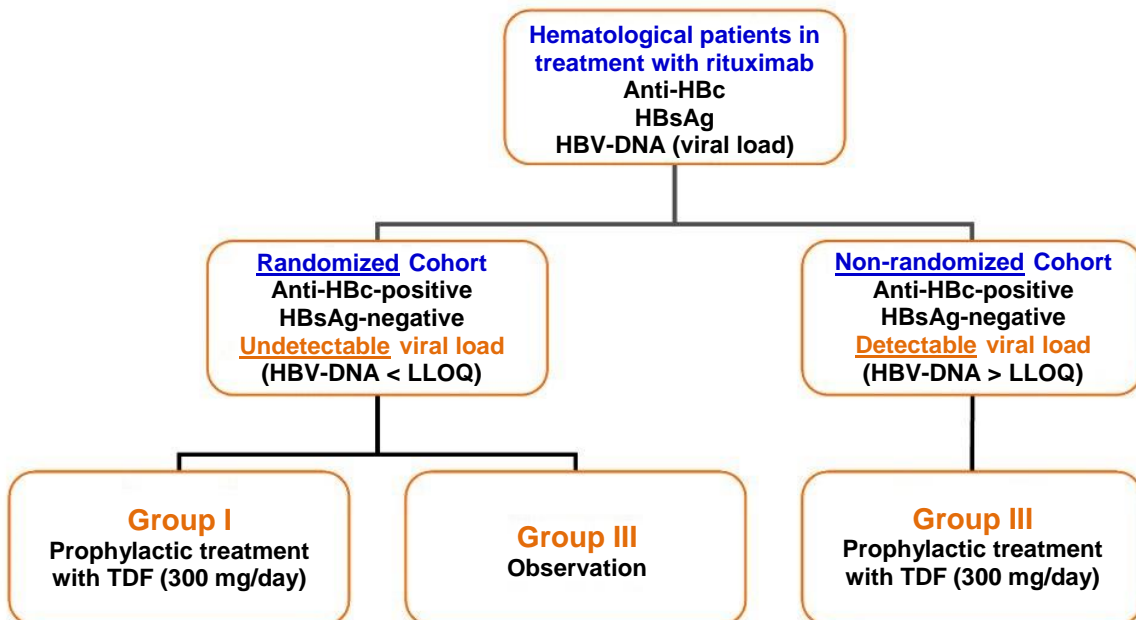 Hematological patients in
treatment with rituximab
Anti-HBc
HBsAg
HBV-DNA (viral load)
Randomized Cohort
Anti-HBc-positive
HBsAg-negative
Undetectable viral load
(HBV-DNA < LLOQ)
Non-randomized Cohort
Anti-HBc-positive
HBsAg-negative
Detectable viral load
(HBV-DNA > LLOQ)
Group I
Prophylactic treatment
with TDF (300 mg/day)
Group III
Observation
Group III
Prophylactic treatment
with TDF (300 mg/day)